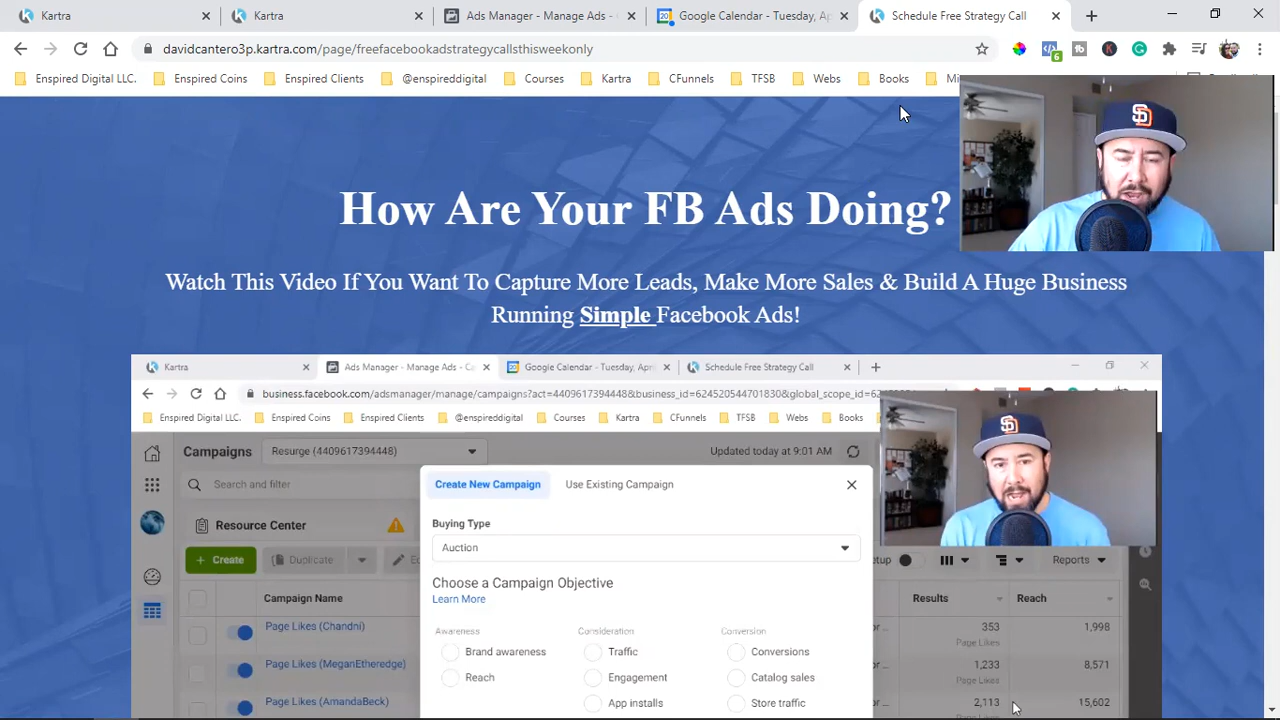 Kartra
Kartra
Ads Manager - Manage Ads -
Google Calendar - Tuesday, Ap
Schedule Free Strategy Call
davidcantero3p.kartra.com/page/freefacebookadstrategycallsthisweekonly
6
Enspired Digital LLC.
Enspired Coins
Enspired Clients
@enspireddigital
Courses
Kartra
CFunnels
TFSB
Webs
Books
SD
How Are Your FB Ads Doing?
Watch This Video If You Want To Capture More Leads, Make More Sales & Build A Huge Business
Running Simple Facebook Ads!
Kartra
Ads Manager - Manage Ads - C
Google Calendar - Tuesday, Apri
Schedule Free Strategy Call
business.facebook.com/adsmanager/manage/campaigns?act=4409617394448&business_id=624520544701830&global_scope_id=
Enspired Digital LLC.
Enspired Coins
Enspired Clients
@enspireddigital
Courses
Kartra
CFunnels
TFSB
Webs
Books
SD
Campaigns
Resurge (4409617394448)
Updated today at 9:01 AM
Search and filter
Create New Campaign
Use Existing Campaign
Resource Center
Buying Type
Auction
+ Create
Duplicate
Reports
Choose a Campaign Objective
Learn More
Campaign Name
Results
Reach
Awareness
Consideration
Conversion
Page Likes (Chandni)
353
Page Likes
1,998
Brand awareness
Traffic
Conversions
Page Likes (MeganEtheredge)
1,233
Page Likes
8,571
Reach
Engagement
Catalog sales
Page Likes (AmandaBeck)
2,113
15,602
App installs
Store traffic